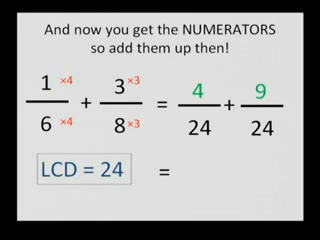 And now you get the NUMERATORS
so add them up then!
1 ×4 + 3 ×3 = 4 + 9
6 ×4 8 ×3 24 24
LCD = 24 =